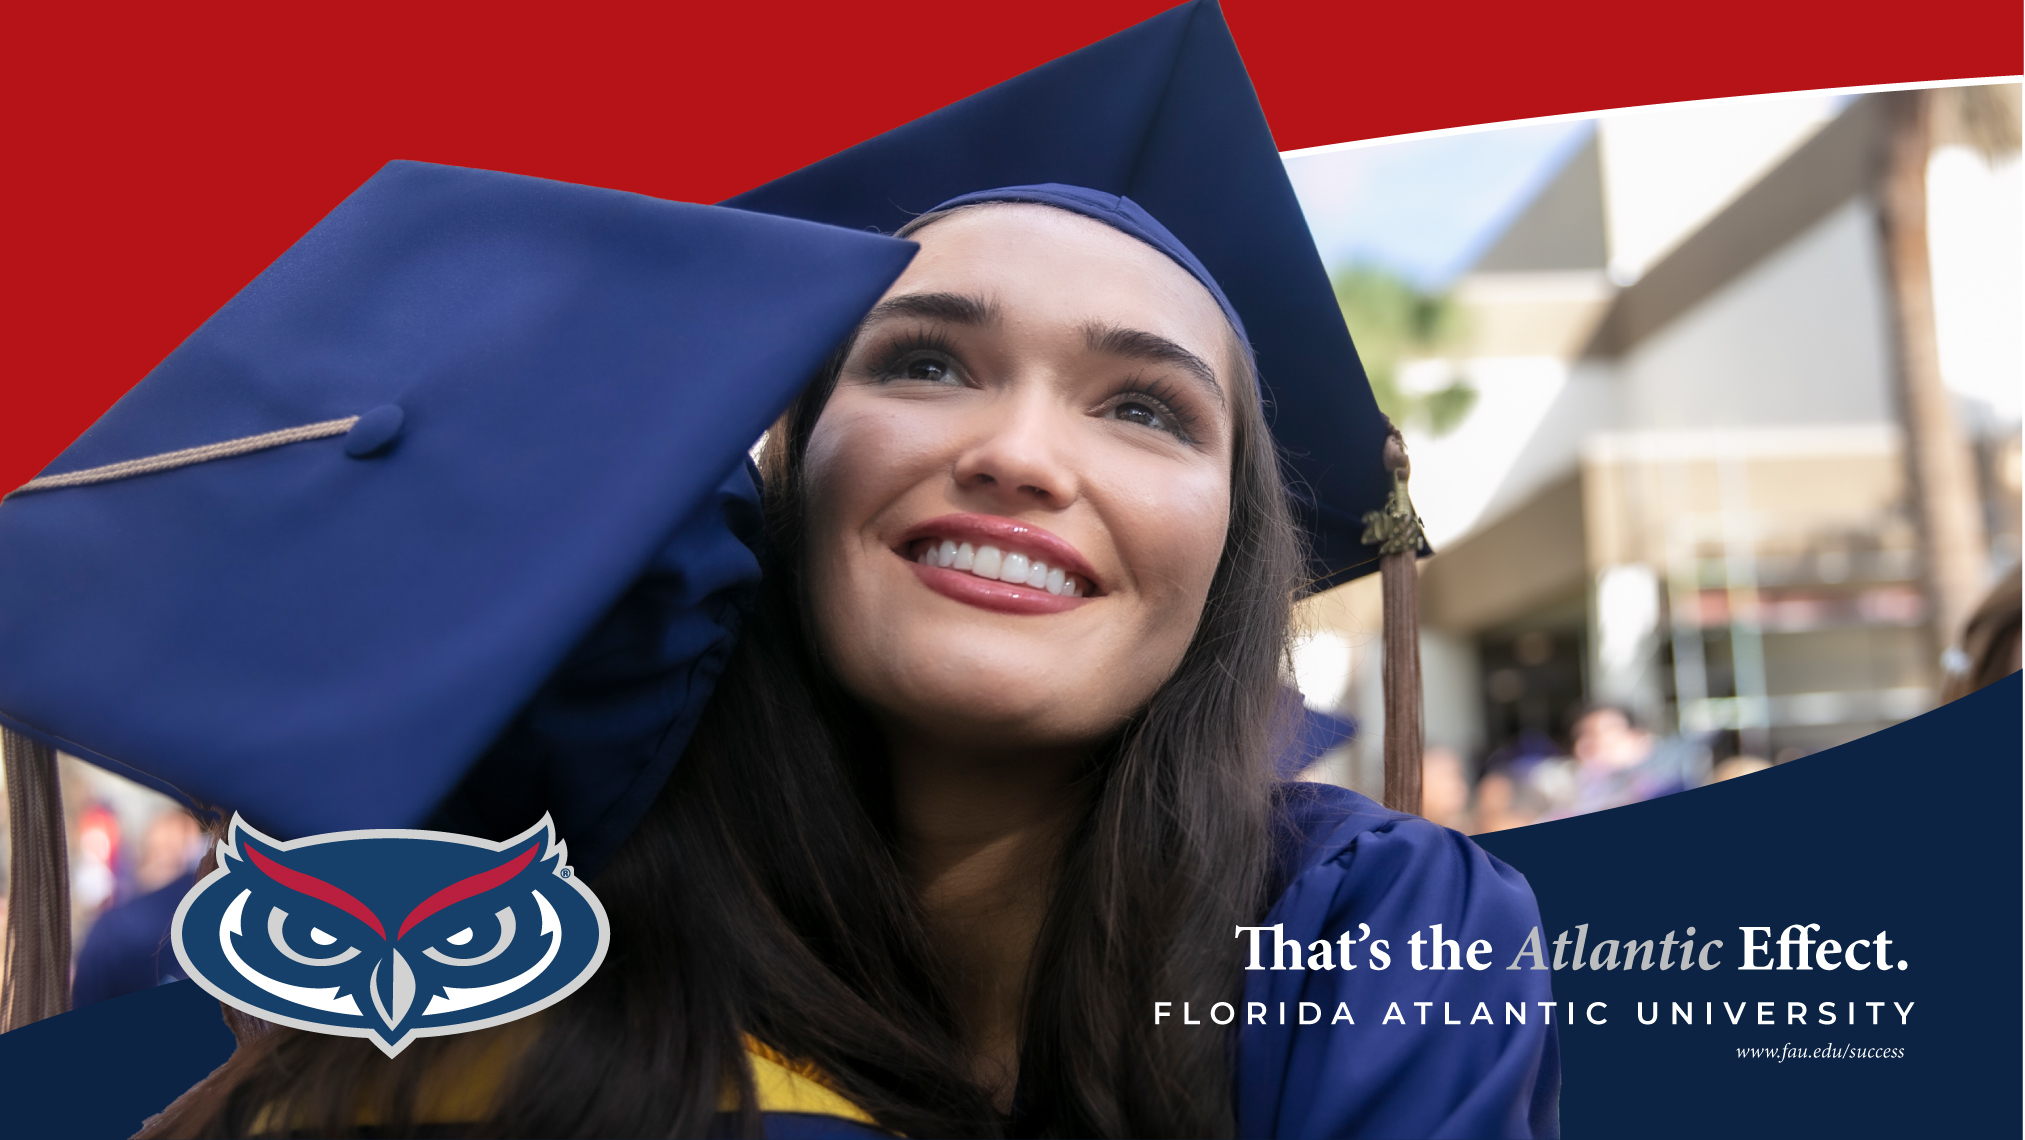 ®
That's the Atlantic Effect.
FLORIDA ATLANTIC UNIVERSITY
www.fau.edu/success